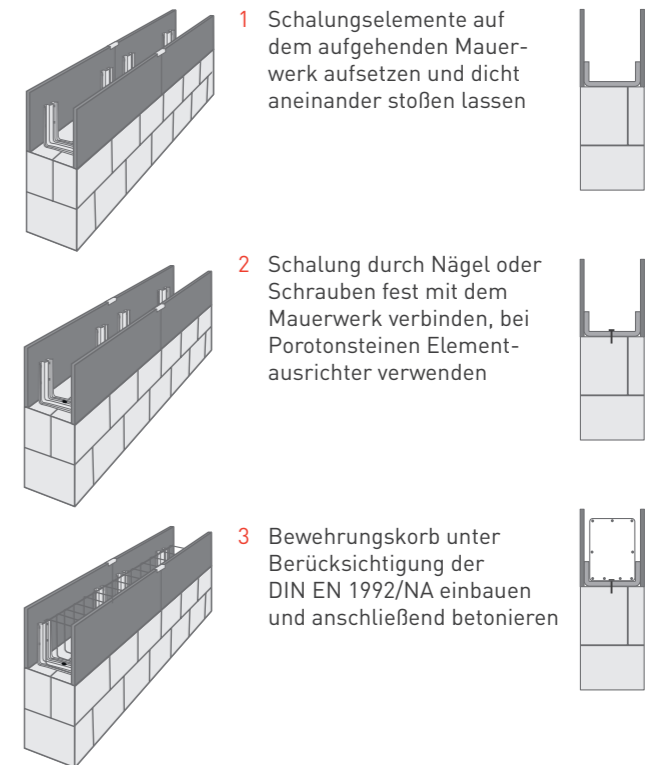 1 Schalungselemente auf
dem aufgehenden Mauer-
werk aufsetzen und dicht
aneinander stoßen lassen
2 Schalung durch Nägel oder
Schrauben fest mit dem
Mauerwerk verbinden, bei
Porotonsteinen Element-
ausrichter verwenden
3 Bewehrungskorb unter
Berücksichtigung der
DIN EN 1992/NA einbauen
und anschließend betonieren